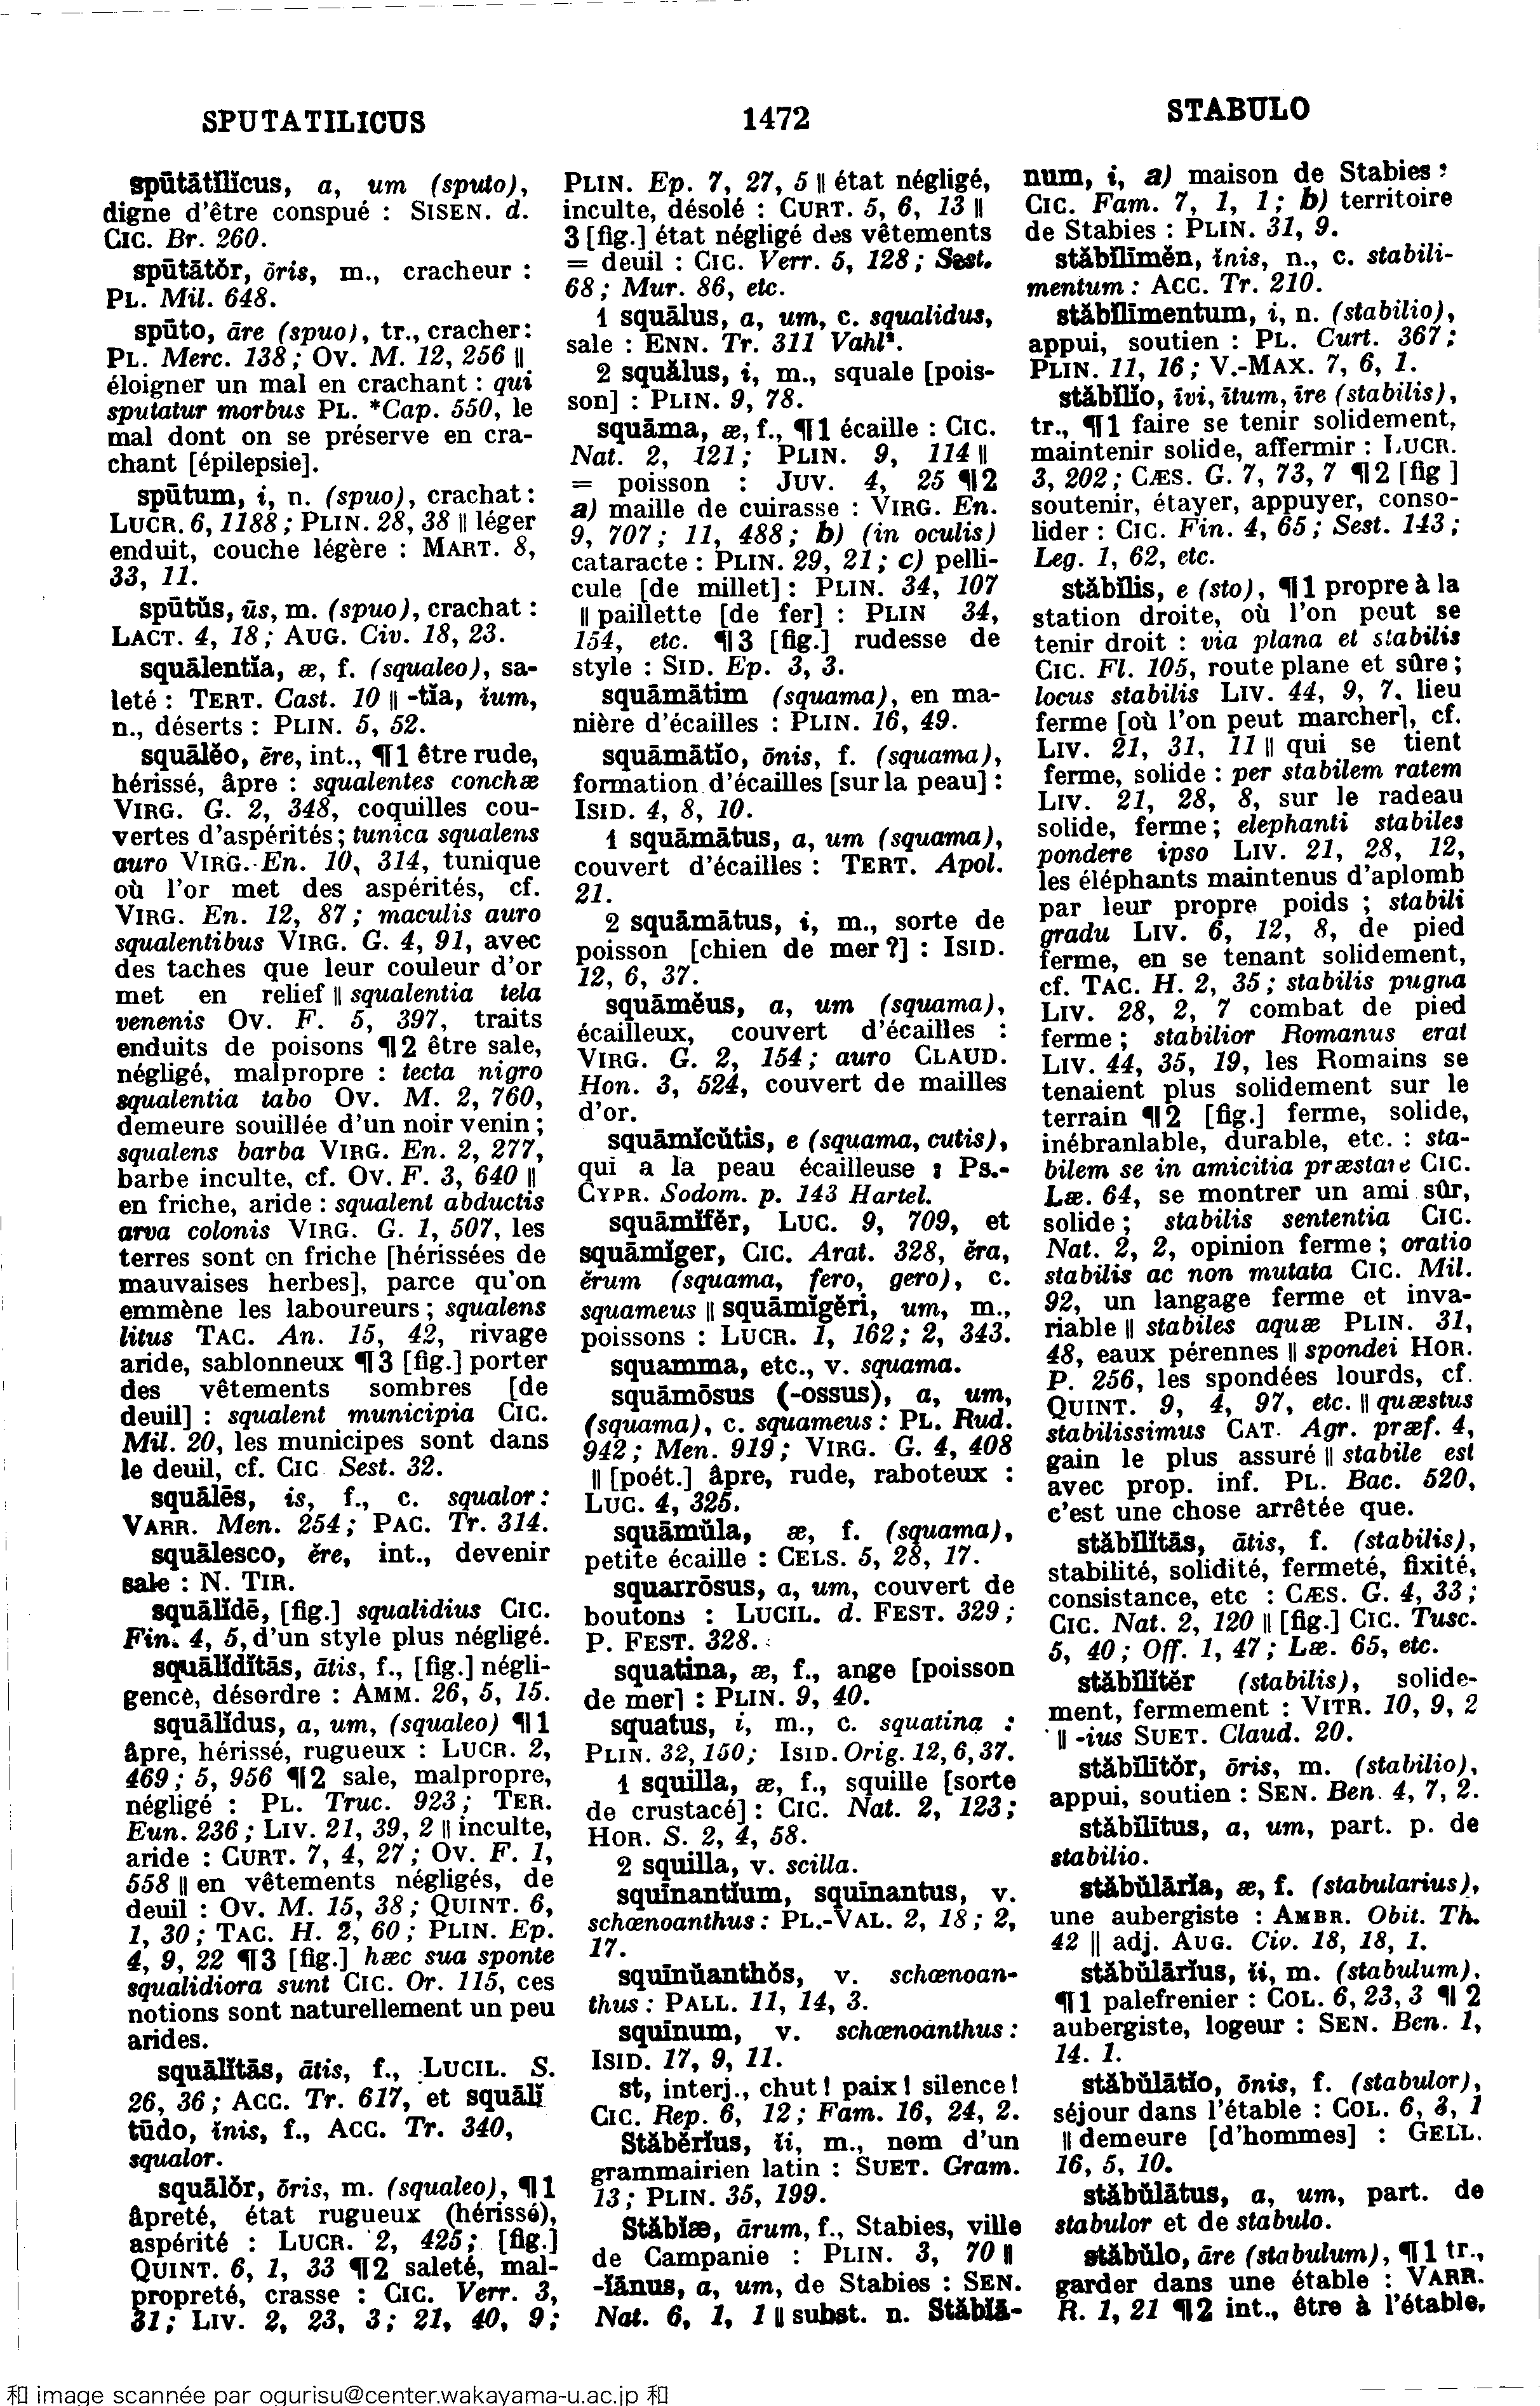 SPUTATILICUS
1472
STABULO
spūtātĭlĭcus, a, um (sputo),
digne d'être conspué : SISEN. d.
CIC. Br. 260.
spūtātŏr, ōris, m., cracheur :
PL. Mil. 648.
spūto, āre (spuo), tr., cracher :
PL. Merc. 138 ; OV. M. 12, 256 ||
éloigner un mal en crachant : qui
sputatur morbus PL. *Cap. 550, le
mal dont on se préserve en cra-
chant [épilepsie].
spūtum, i, n. (spuo), crachat :
LUCR. 6, 1188 ; PLIN. 28, 38 || léger
enduit, couche légère : MART. 8,
33, 11.
spūtŭs, ūs, m. (spuo), crachat :
LACT. 4, 18 ; AUG. Civ. 18, 23.
squālentĭa, æ, f. (squaleo), sa-
leté : TERT. Cast. 10 || -tĭa, ĭum,
n., déserts : PLIN. 5, 52.
squālĕo, ēre, int., ¶1 être rude,
hérissé, âpre : squalentes conchæ
VIRG. G. 2, 348, coquilles cou-
vertes d'aspérités ; tunica squalens
auro VIRG. En. 10, 314, tunique
où l'or met des aspérités, cf.
VIRG. En. 12, 87 ; maculis auro
squalentibus VIRG. G. 4, 91, avec
des taches que leur couleur d'or
met en relief || squalentia tela
venenis OV. F. 5, 397, traits
enduits de poisons ¶2 être sale,
négligé, malpropre : tecta nigro
squalentia tabo OV. M. 2, 760,
demeure souillée d'un noir venin ;
squalens barba VIRG. En. 2, 277,
barbe inculte, cf. OV. F. 3, 640 ||
en friche, aride : squalent abductis
arva colonis VIRG. G. 1, 507, les
terres sont en friche [hérissées de
mauvaises herbes], parce qu'on
emmène les laboureurs ; squalens
litus TAC. An. 15, 42, rivage
aride, sablonneux ¶3 [fig.] porter
des vêtements sombres [de
deuil] : squalent municipia CIC.
Mil. 20, les municipes sont dans
le deuil, cf. CIC Sest. 32.
squālēs, is, f., c. squalor :
VARR. Men. 254 ; PAC. Tr. 314.
squālesco, ĕre, int., devenir
sale : N. TIR.
squālĭdē, [fig.] squalidius CIC.
Fin. 4, 5, d'un style plus négligé.
squālĭdĭtās, ātis, f., [fig.] négli-
gence, désordre : AMM. 26, 5, 15.
squālĭdus, a, um, (squaleo) ¶1
âpre, hérissé, rugueux : LUCR. 2,
469 ; 5, 956 ¶2 sale, malpropre,
négligé : PL. Truc. 923 ; TER.
Eun. 236 ; LIV. 21, 39, 2 || inculte,
aride : CURT. 7, 4, 27 ; OV. F. 1,
558 || en vêtements négligés, de
deuil : OV. M. 15, 38 ; QUINT. 6,
1, 30 ; TAC. H. 2, 60 ; PLIN. Ep.
4, 9, 22 ¶3 [fig.] hæc sua sponte
squalidiora sunt CIC. Or. 115, ces
notions sont naturellement un peu
arides.
squālĭtās, ātis, f., LUCIL. S.
26, 36 ; ACC. Tr. 617, et squālĭ
tūdo, ĭnis, f., ACC. Tr. 340,
squalor.
squālŏr, ōris, m. (squaleo), ¶1
âpreté, état rugueux (hérissé),
aspérité : LUCR. 2, 425 ; [fig.]
QUINT. 6, 1, 33 ¶2 saleté, mal-
propreté, crasse : CIC. Verr. 3,
31 ; LIV. 2, 23, 3 ; 21, 40, 9 ;
PLIN. Ep. 7, 27, 5 || état négligé,
inculte, désolé : CURT. 5, 6, 13 ||
3 [fig.] état négligé des vêtements
= deuil : CIC. Verr. 5, 128 ; Sest.
68 ; Mur. 86, etc.
1 squālus, a, um, c. squalidus,
sale : ENN. Tr. 311 Vahl².
2 squălus, i, m., squale [pois-
son] : PLIN. 9, 78.
squāma, æ, f., ¶1 écaille : CIC.
Nat. 2, 121 ; PLIN. 9, 114 ||
= poisson : JUV. 4, 25 ¶2
a) maille de cuirasse : VIRG. En.
9, 707 ; 11, 488 ; b) (in oculis)
cataracte : PLIN. 29, 21 ; c) pelli-
cule [de millet] : PLIN. 34, 107
|| paillette [de fer] : PLIN 34,
154, etc. ¶3 [fig.] rudesse de
style : SID. Ep. 3, 3.
squāmātim (squama), en ma-
nière d'écailles : PLIN. 16, 49.
squāmātĭo, ōnis, f. (squama),
formation d'écailles [sur la peau] :
ISID. 4, 8, 10.
1 squāmātus, a, um (squama),
couvert d'écailles : TERT. Apol.
21.
2 squāmātus, i, m., sorte de
poisson [chien de mer ?] : ISID.
12, 6, 37.
squāmĕus, a, um (squama),
écailleux, couvert d'écailles :
VIRG. G. 2, 154 ; auro CLAUD.
Hon. 3, 524, couvert de mailles
d'or.
squāmĭcŭtis, e (squama, cutis),
qui a la peau écailleuse : PS.-
CYPR. Sodom. p. 143 Hartel.
squāmĭfĕr, LUC. 9, 709, et
squāmĭger, CIC. Arat. 328, ĕra,
ĕrum (squama, fero, gero), c.
squameus || squāmĭgĕri, um, m.,
poissons : LUCR. 1, 162 ; 2, 343.
squamma, etc., v. squama.
squāmōsus (-ossus), a, um,
(squama), c. squameus : PL. Rud.
942 ; Men. 919 ; VIRG. G. 4, 408
|| [poét.] âpre, rude, raboteux :
LUC. 4, 325.
squāmŭla, æ, f. (squama),
petite écaille : CELS. 5, 28, 17.
squarrōsus, a, um, couvert de
boutons : LUCIL. d. FEST. 329 ;
P. FEST. 328.
squatina, æ, f., ange [poisson
de mer] : PLIN. 9, 40.
squatus, i, m., c. squatina :
PLIN. 32, 150 ; ISID. Orig. 12, 6, 37.
1 squilla, æ, f., squille [sorte
de crustacé] : CIC. Nat. 2, 123 ;
HOR. S. 2, 4, 58.
2 squilla, v. scilla.
squīnantĭum, squīnantus, v.
schœnoanthus : PL.-VAL. 2, 18 ; 2,
17.
squīnŭanthŏs, v. schœnoan-
thus : PALL. 11, 14, 3.
squīnum, v. schœnoanthus :
ISID. 17, 9, 11.
st, interj., chut ! paix ! silence !
CIC. Rep. 6, 12 ; Fam. 16, 24, 2.
Stăbĕrĭus, ĭi, m., nom d'un
grammairien latin : SUET. Gram.
13 ; PLIN. 35, 199.
Stăbĭæ, ārum, f., Stabies, ville
de Campanie : PLIN. 3, 70 ||
-ĭānus, a, um, de Stabies : SEN.
Nat. 6, 1, 1 || subst. n. Stăbĭā-
num, i, a) maison de Stabies :
CIC. Fam. 7, 1, 1 ; b) territoire
de Stabies : PLIN. 31, 9.
stăbĭlīmĕn, ĭnis, n., c. stabili-
mentum : ACC. Tr. 210.
stăbĭlīmentum, i, n. (stabilio),
appui, soutien : PL. Curt. 367 ;
PLIN. 11, 16 ; V.-MAX. 7, 6, 1.
stăbĭlĭo, īvi, ītum, īre (stabilis),
tr., ¶1 faire se tenir solidement,
maintenir solide, affermir : LUCR.
3, 202 ; CÆS. G. 7, 73, 7 ¶2 [fig ]
soutenir, étayer, appuyer, conso-
lider : CIC. Fin. 4, 65 ; Sest. 143 ;
Leg. 1, 62, etc.
stăbĭlis, e (sto), ¶1 propre à la
station droite, où l'on peut se
tenir droit : via plana et stabilis
CIC. Fl. 105, route plane et sûre ;
locus stabilis LIV. 44, 9, 7, lieu
ferme [où l'on peut marcher], cf.
LIV. 21, 31, 11 || qui se tient
ferme, solide : per stabilem ratem
LIV. 21, 28, 8, sur le radeau
solide, ferme ; elephanti stabiles
pondere ipso LIV. 21, 28, 12,
les éléphants maintenus d'aplomb
par leur propre poids ; stabili
gradu LIV. 6, 12, 8, de pied
ferme, en se tenant solidement,
cf. TAC. H. 2, 35 ; stabilis pugna
LIV. 28, 2, 7 combat de pied
ferme ; stabilior Romanus erat
LIV. 44, 35, 19, les Romains se
tenaient plus solidement sur le
terrain ¶2 [fig.] ferme, solide,
inébranlable, durable, etc. : sta-
bilem se in amicitia præstare CIC.
Læ. 64, se montrer un ami sûr,
solide ; stabilis sententia CIC.
Nat. 2, 2, opinion ferme ; oratio
stabilis ac non mutata CIC. Mil.
92, un langage ferme et inva-
riable || stabiles aquæ PLIN. 31,
48, eaux pérennes || spondei HOR.
P. 256, les spondées lourds, cf.
QUINT. 9, 4, 97, etc. || quæstus
stabilissimus CAT. Agr. præf. 4,
gain le plus assuré || stabile est
avec prop. inf. PL. Bac. 520,
c'est une chose arrêtée que.
stăbĭlĭtās, ātis, f. (stabilis),
stabilité, solidité, fermeté, fixité,
consistance, etc : CÆS. G. 4, 33 ;
CIC. Nat. 2, 120 || [fig.] CIC. Tusc.
5, 40 ; Off. 1, 47 ; Læ. 65, etc.
stăbĭlĭtĕr (stabilis), solide-
ment, fermement : VITR. 10, 9, 2
|| -ius SUET. Claud. 20.
stăbĭlītŏr, ōris, m. (stabilio),
appui, soutien : SEN. Ben. 4, 7, 2.
stăbĭlītus, a, um, part. p. de
stabilio.
stăbŭlārĭa, æ, f. (stabularius),
une aubergiste : AMBR. Obit. Th.
42 || adj. AUG. Civ. 18, 18, 1.
stăbŭlārĭus, ĭi, m. (stabulum),
¶1 palefrenier : COL. 6, 23, 3 ¶2
aubergiste, logeur : SEN. Ben. 1,
14. 1.
stăbŭlātĭo, ōnis, f. (stabulor),
séjour dans l'étable : COL. 6, 3, 1
|| demeure [d'hommes] : GELL.
16, 5, 10.
stăbŭlātus, a, um, part. de
stabulor et de stabulo.
stăbŭlo, āre (stabulum), ¶1 tr.,
garder dans une étable : VARR.
R. 1, 21 ¶2 int., être à l'étable,
和 image scannée par ogurisu@center.wakayama-u.ac.jp 和